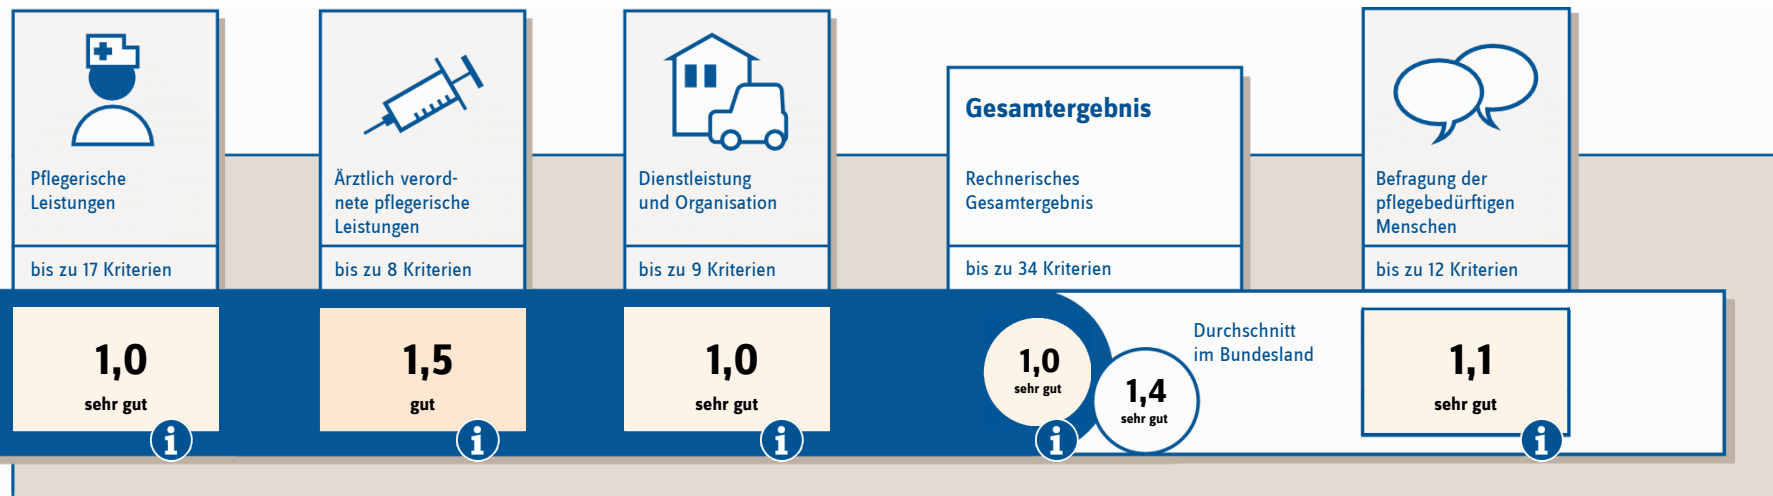 Pflegerische
Leistungen
bis zu 17 Kriterien
1,0
sehr gut
i
Ärztlich verord-
nete pflegerische
Leistungen
bis zu 8 Kriterien
1,5
gut
i
Dienstleistung
und Organisation
bis zu 9 Kriterien
1,0
sehr gut
i
Gesamtergebnis
Rechnerisches
Gesamtergebnis
bis zu 34 Kriterien
1,0
sehr gut
i
1,4
sehr gut
Durchschnitt
im Bundesland
Befragung der
pflegebedürftigen
Menschen
bis zu 12 Kriterien
1,1
sehr gut
i